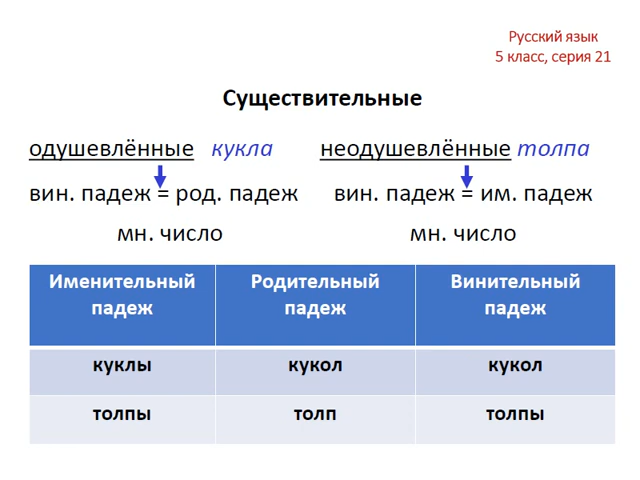 Русский язык
5 класс, серия 21
Существительные
одушевлённые кукла неодушевлённые толпа
вин. падеж = род. падеж вин. падеж = им. падеж
мн. число мн. число
Именительный падеж Родительный падеж Винительный падеж
куклы кукол кукол
толпы толп толпы